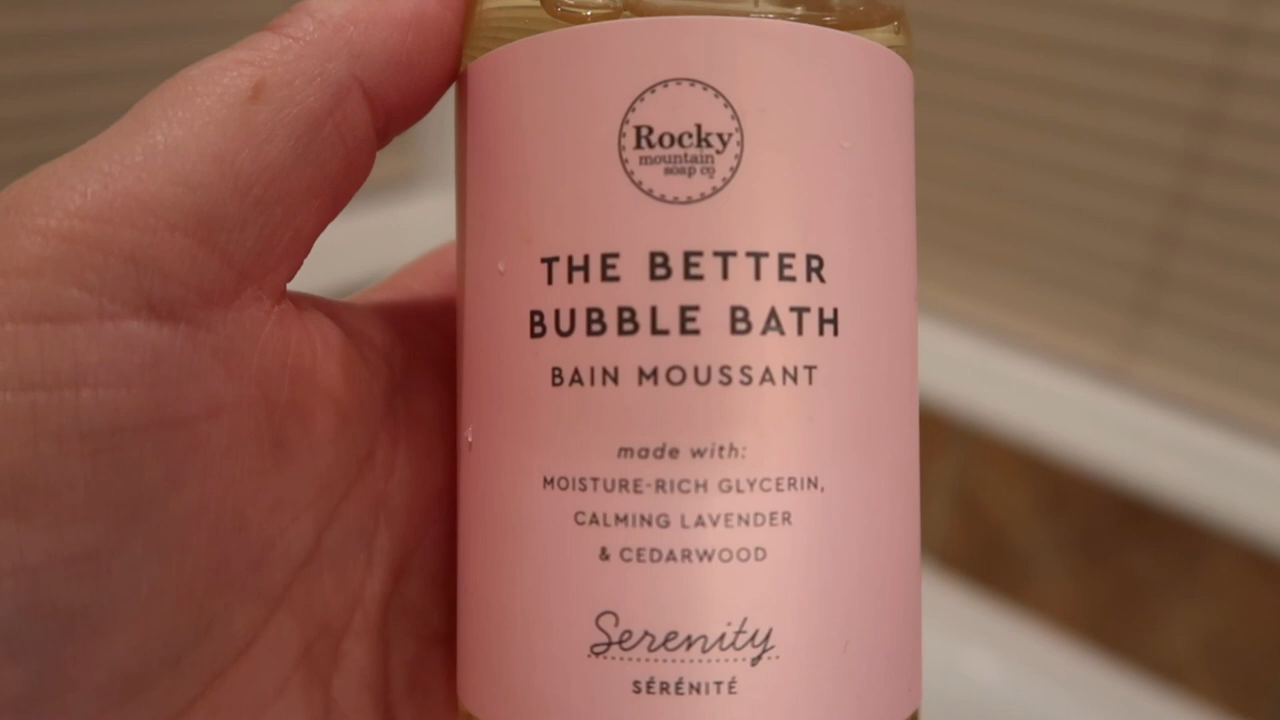 Rocky
mountain
soap co
THE BETTER
BUBBLE BATH
BAIN MOUSSANT
made with:
MOISTURE-RICH GLYCERIN,
CALMING LAVENDER
& CEDARWOOD
Serenity
SÉRÉNITÉ